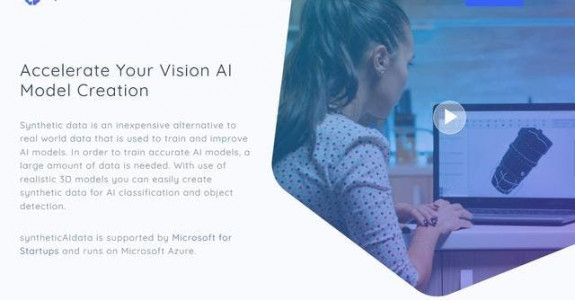 Accelerate Your Vision AI
Model Creation
Synthetic data is an inexpensive alternative to
real world data that is used to train and improve
AI models. In order to train accurate AI models, a
large amount of data is needed. With use of
realistic 3D models you can easily create
synthetic data for AI classification and object
detection.
syntheticAIdata is supported by Microsoft for
Startups and runs on Microsoft Azure.